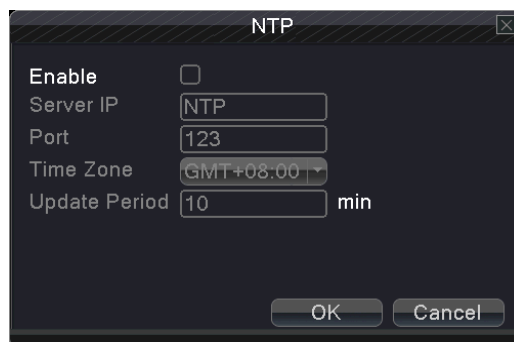 NTP
Enable
Server IP NTP
Port 123
Time Zone GMT+08:00
Update Period 10 min
OK Cancel